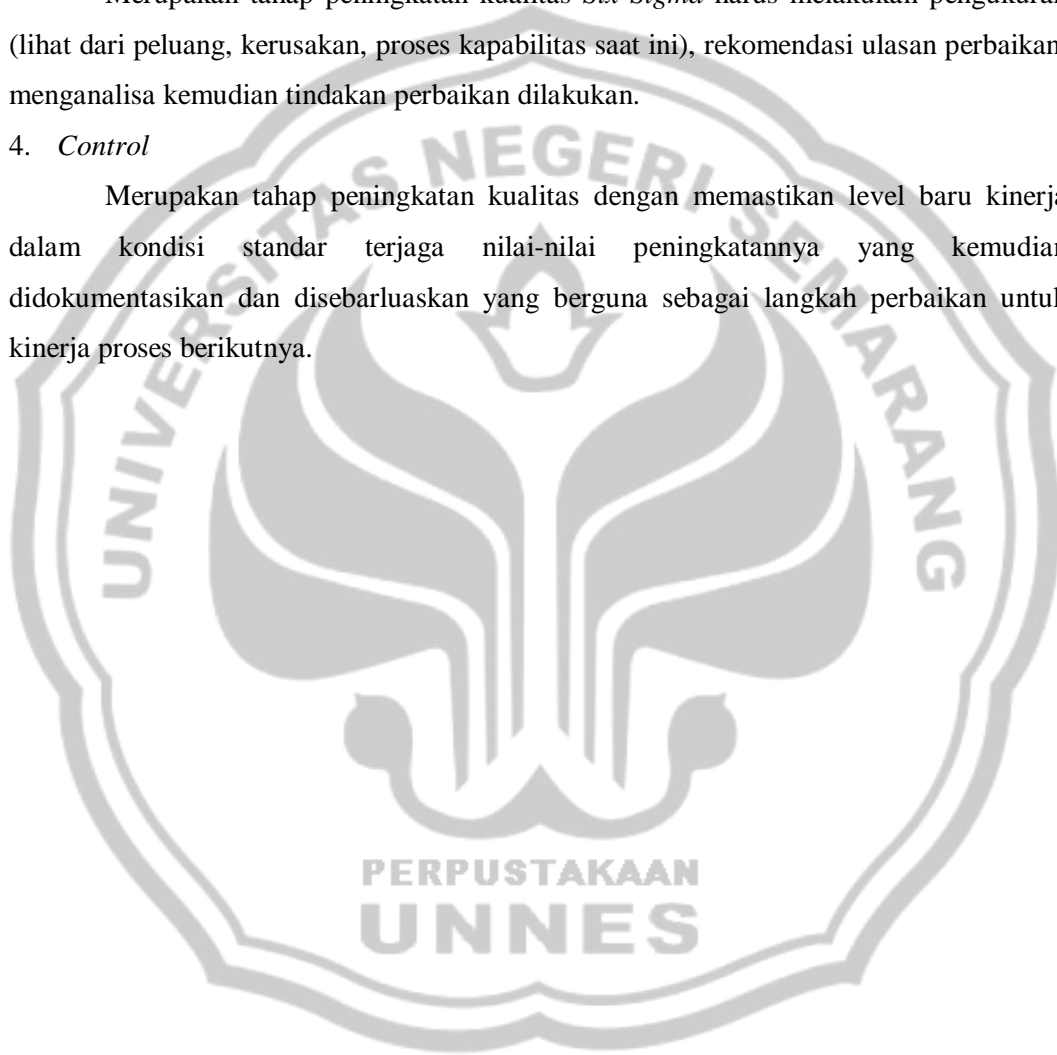 Merupakan tahap peningkatan kualitas Six Sigma harus melakukan pengukuran
(lihat dari peluang, kerusakan, proses kapabilitas saat ini), rekomendasi ulasan perbaikan
menganalisa kemudian tindakan perbaikan dilakukan.
4. Control
Merupakan tahap peningkatan kualitas dengan memastikan level baru kinerja
dalam kondisi standar terjaga nilai-nilai peningkatannya yang kemudian
didokumentasikan dan disebarluaskan yang berguna sebagai langkah perbaikan untuk
kinerja proses berikutnya.
UNIVERSITAS NEGERI SEMARANG
PERPUSTAKAAN
UNNES